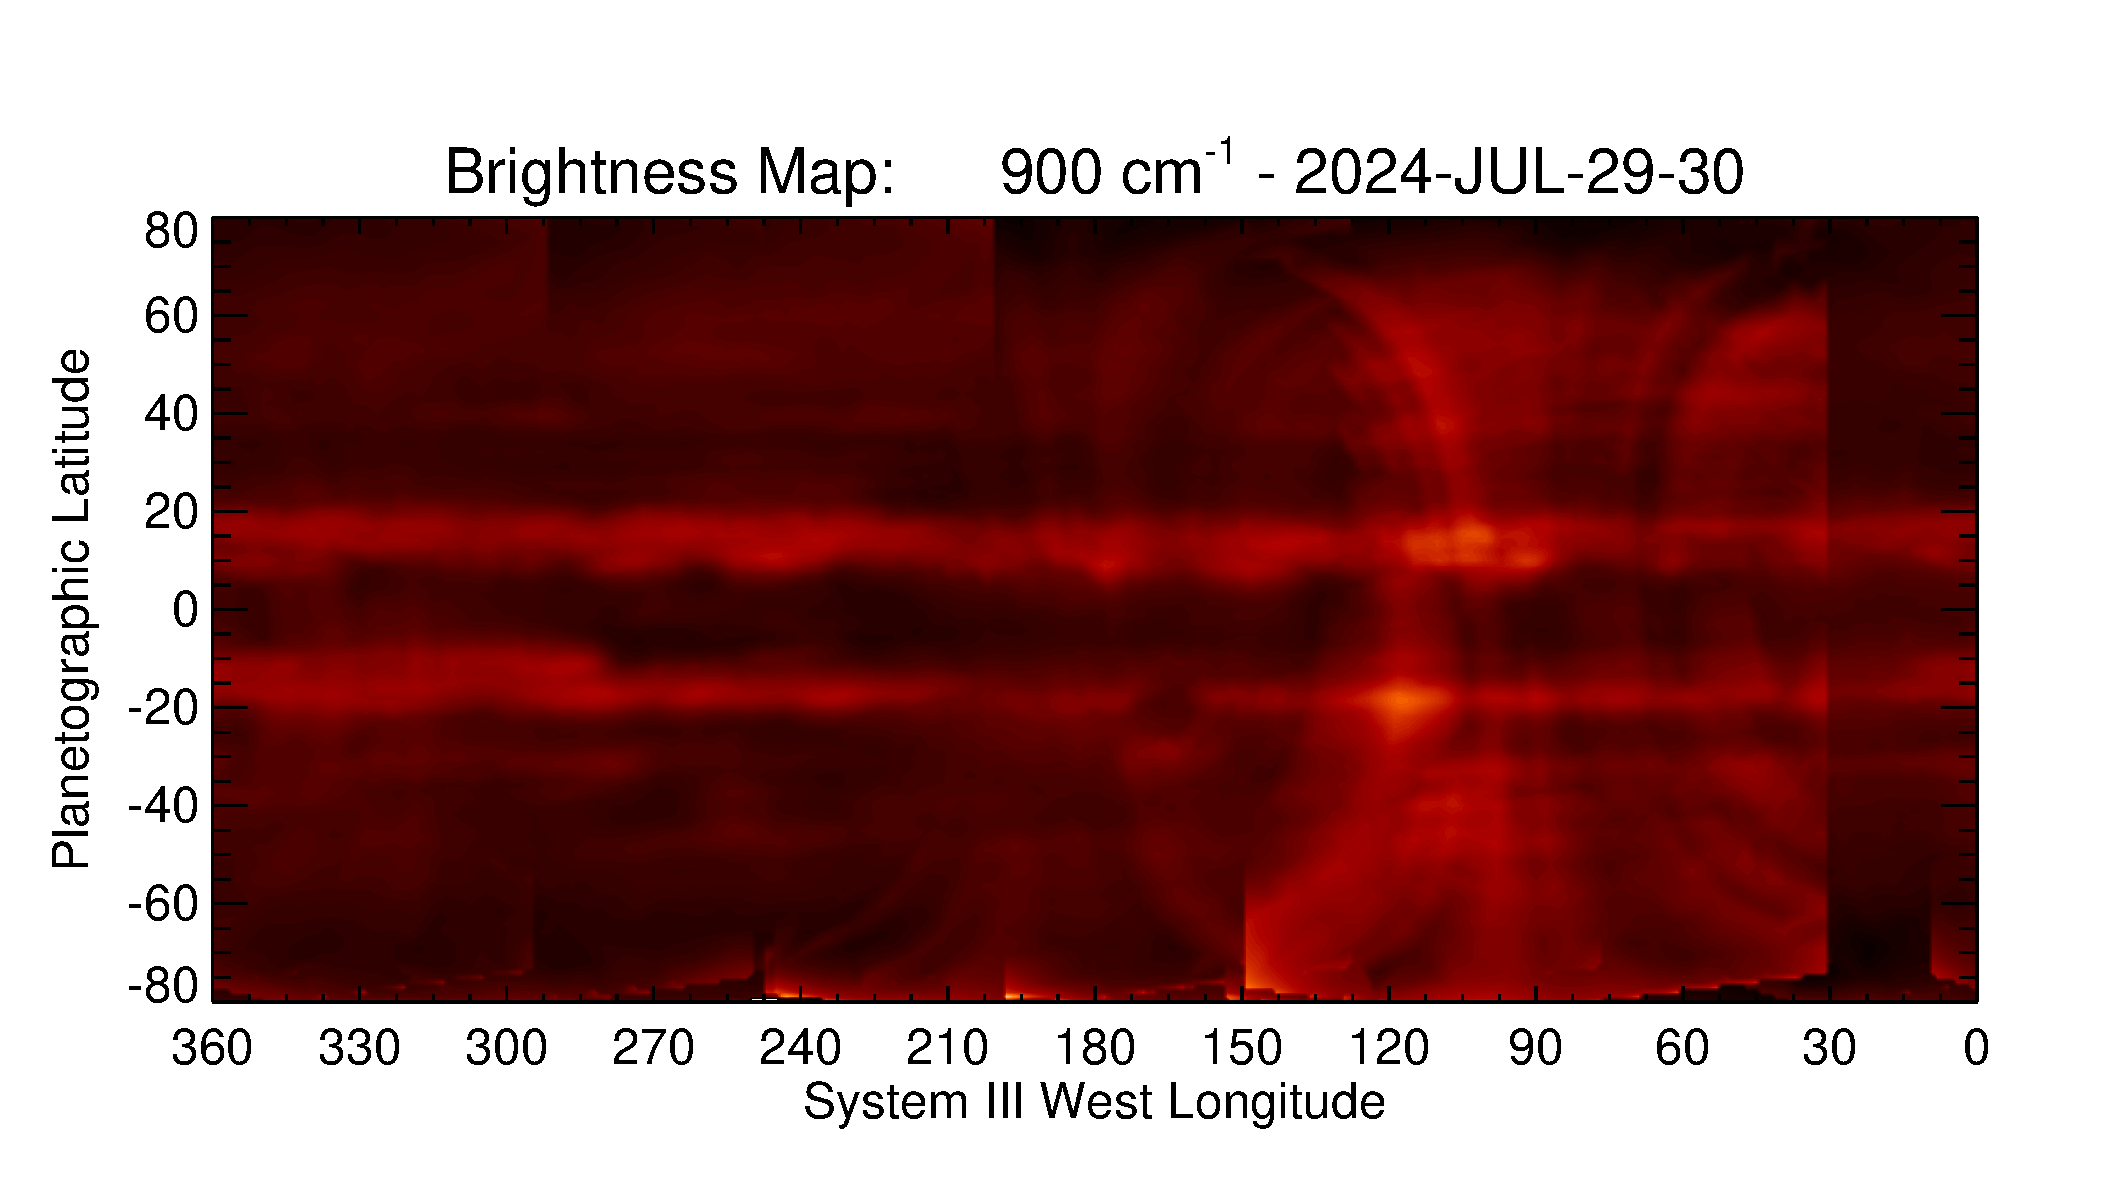 Brightness Map: 900 cm-1 - 2024-JUL-29-30
80
60
40
20
0
-20
-40
-60
-80
Planetographic Latitude
360 330 300 270 240 210 180 150 120 90 60 30 0
System III West Longitude